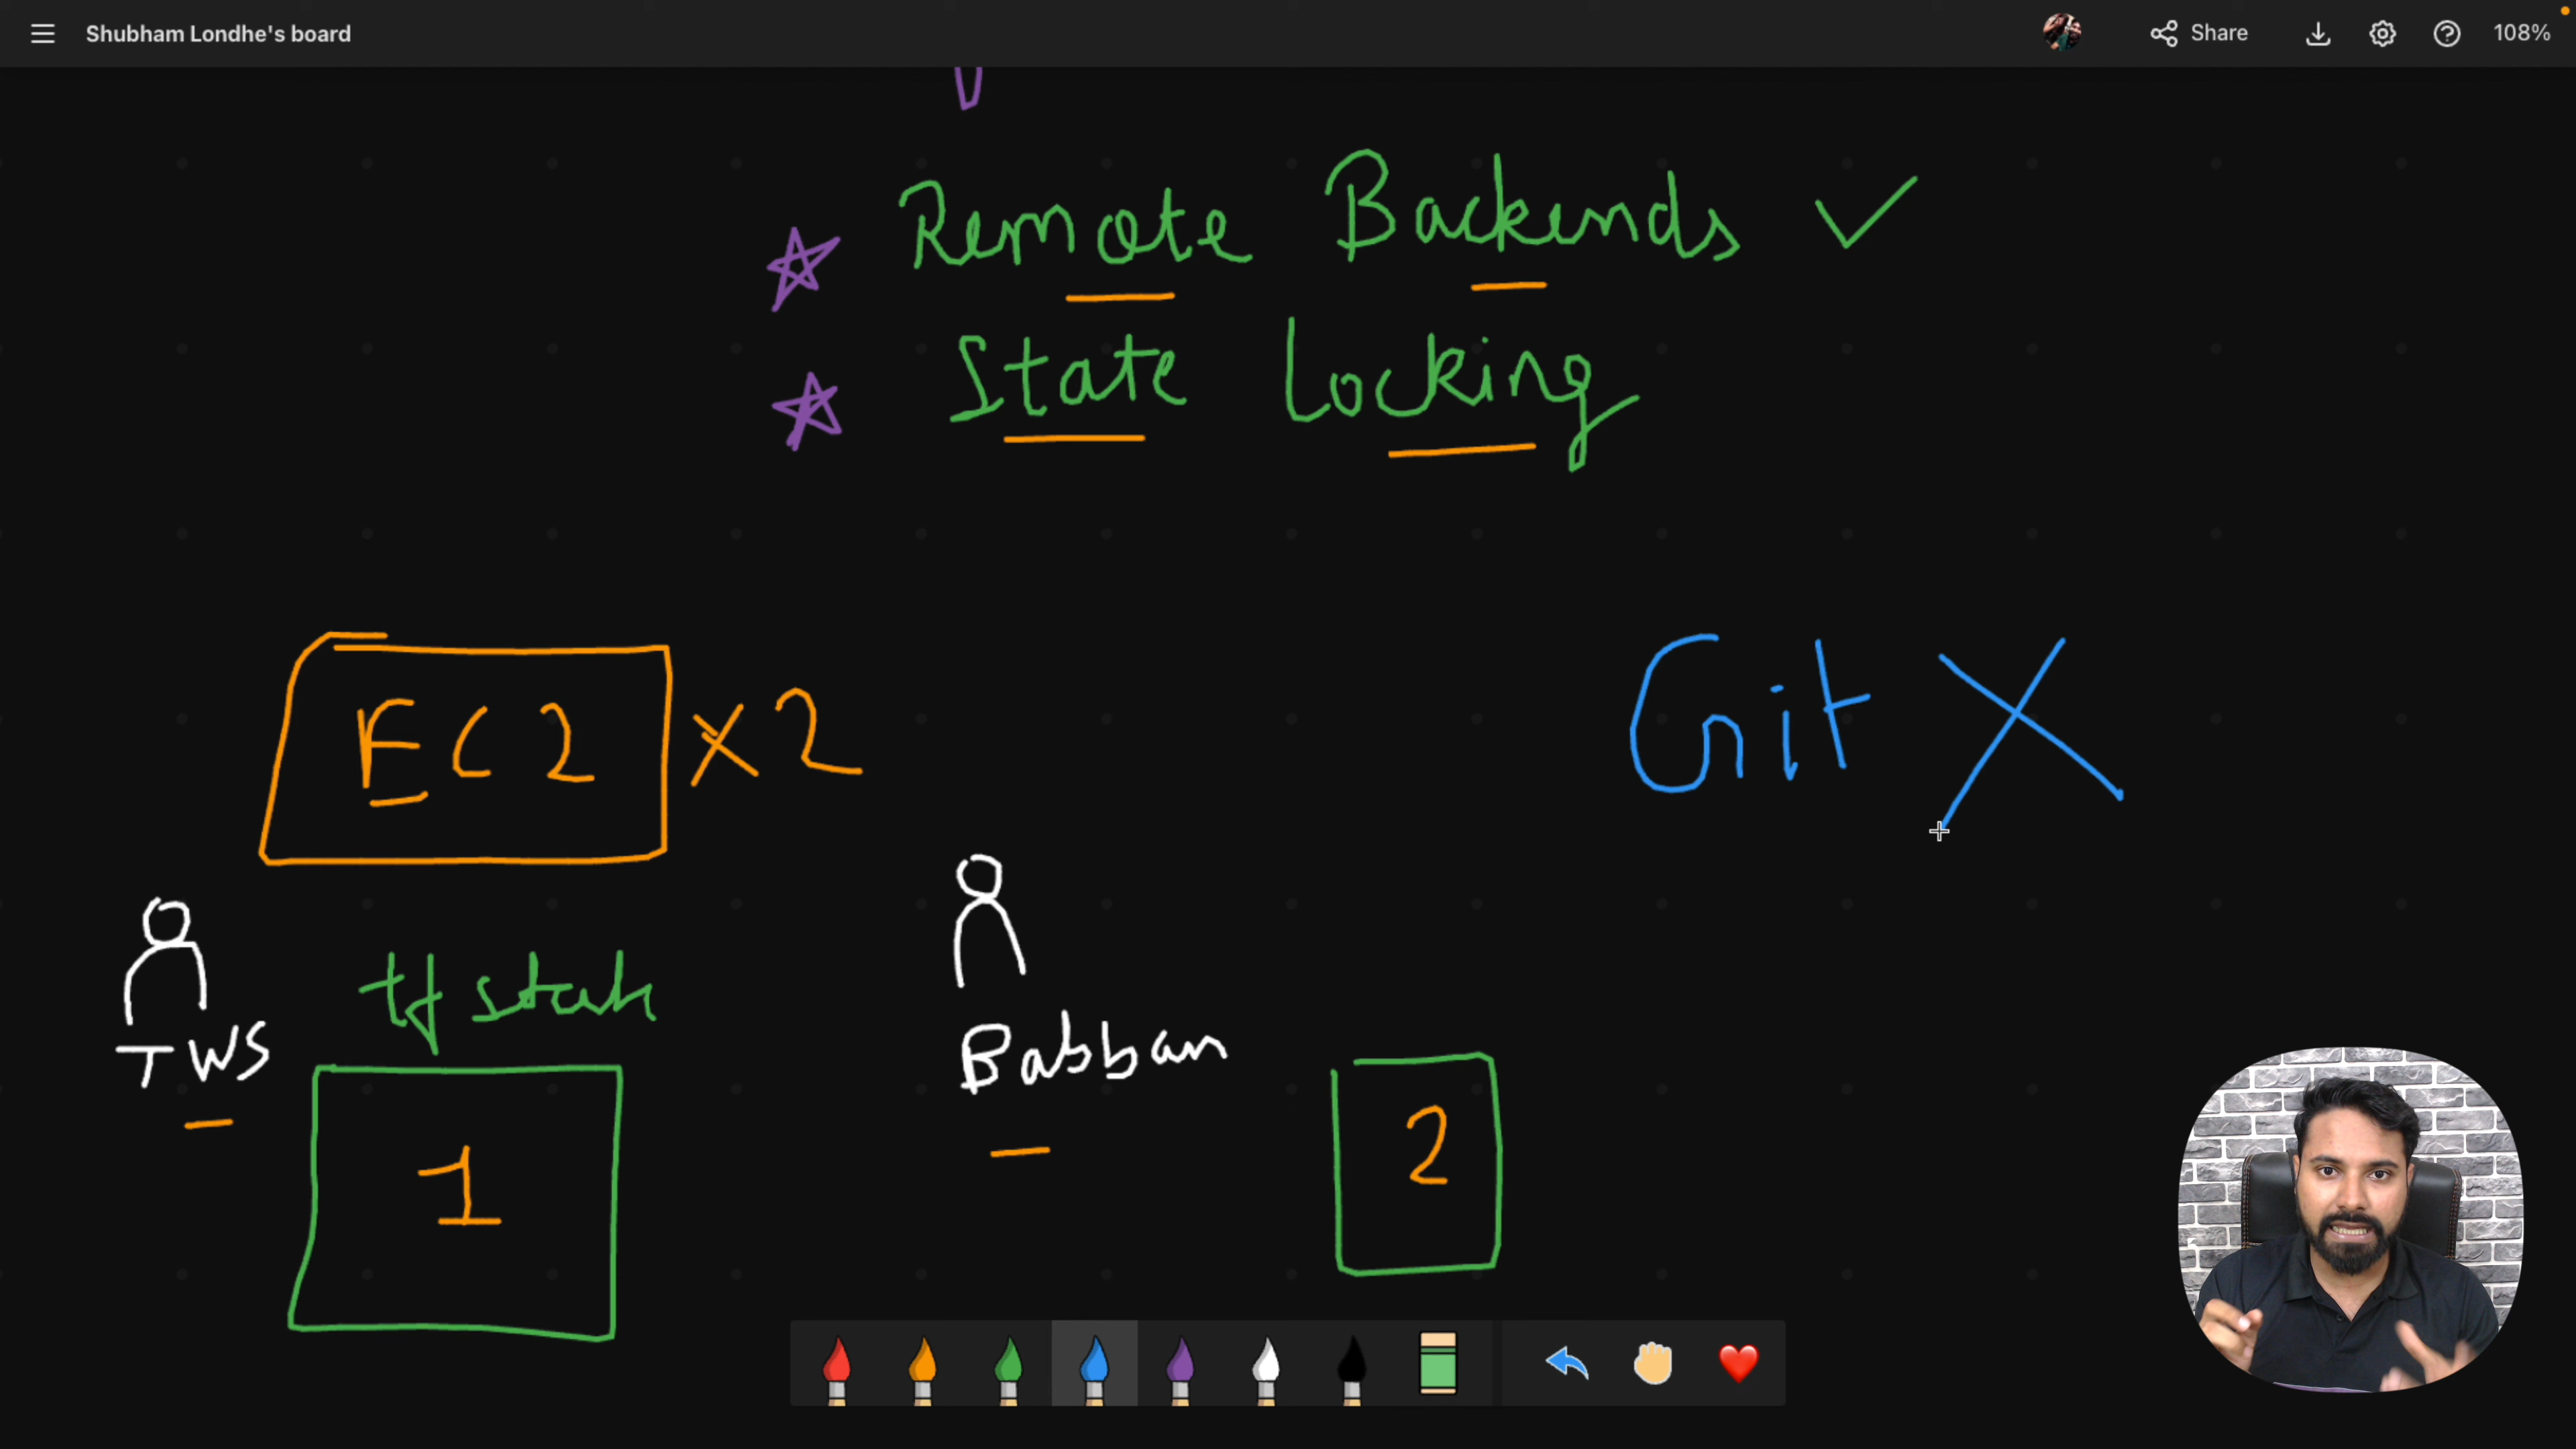 Shubham Londhe's board
Share
108%
Remote Backends
State Locking
EC2 x2
Git X
TWS
tf state
Babban
1
2